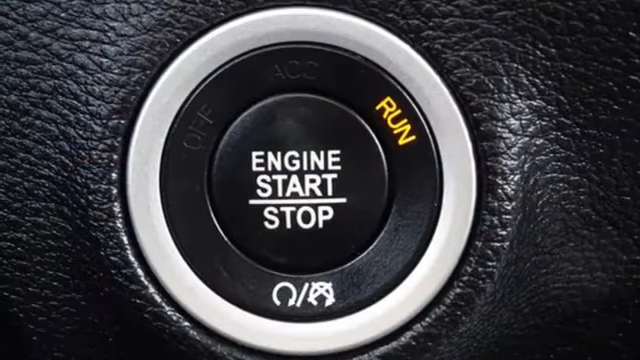 ACC
OFF
RUN
ENGINE
START
STOP